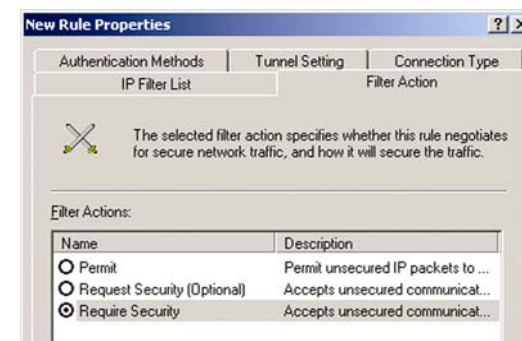 New Rule Properties
Authentication Methods Tunnel Setting Connection Type
IP Filter List Filter Action
The selected filter action specifies whether this rule negotiates
for secure network traffic, and how it will secure the traffic.
Filter Actions:
Name Description
Permit Permit unsecured IP packets to ...
Request Security (Optional) Accepts unsecured communicat...
Require Security Accepts unsecured communicat...